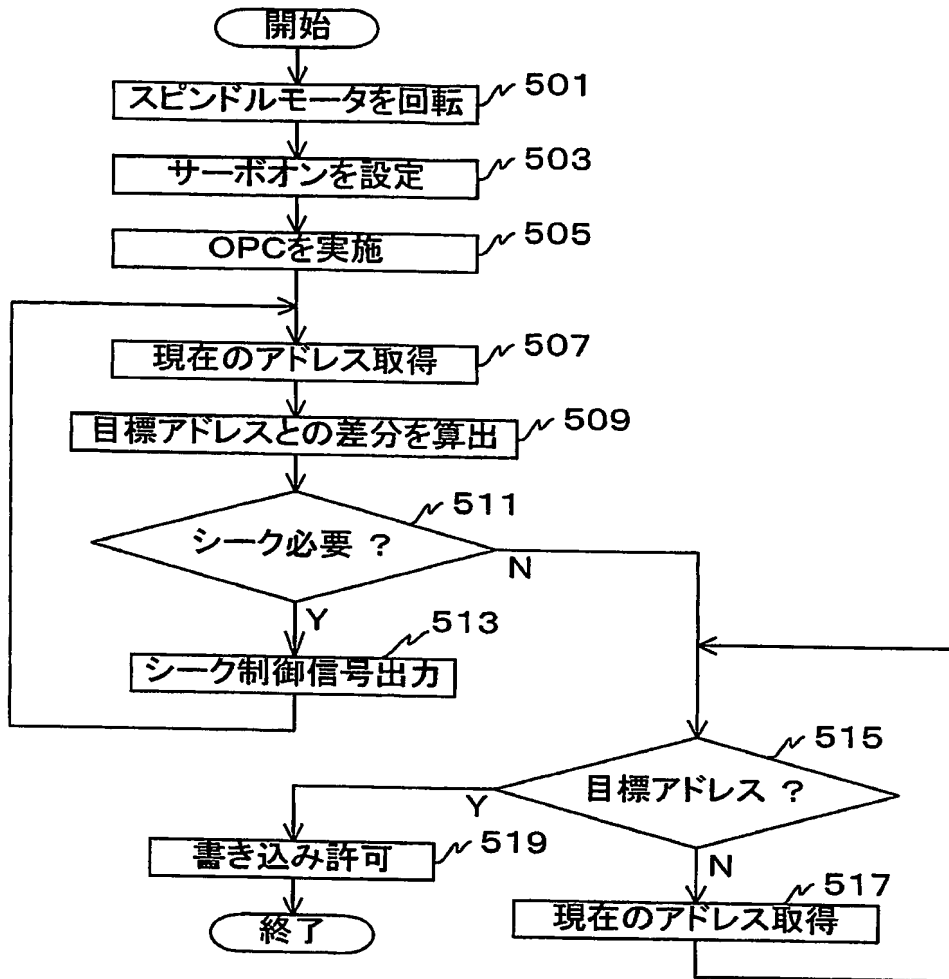 開始
スピンドルモータを回転
501
サーボオンを設定
503
OPCを実施
505
現在のアドレス取得
507
目標アドレスとの差分を算出
509
シーク必要 ?
511
N
Y
シーク制御信号出力
513
目標アドレス ?
515
Y
N
書き込み許可
519
現在のアドレス取得
517
終了